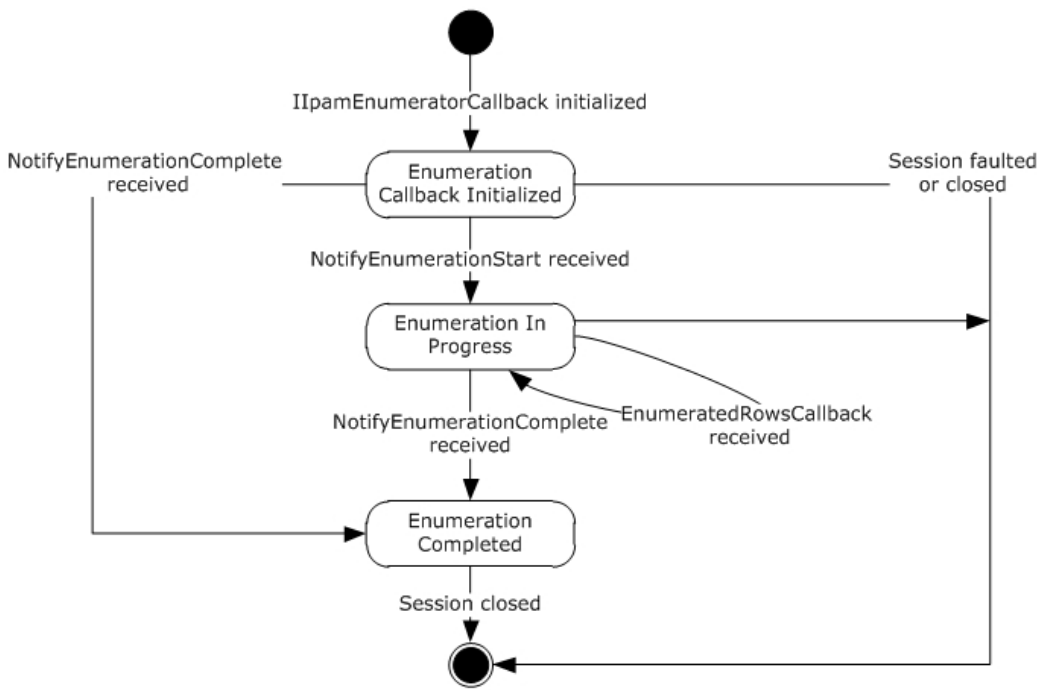 IIpamEnumeratorCallback initialized
NotifyEnumerationComplete
received
Enumeration
Callback Initialized
Session faulted
or closed
NotifyEnumerationStart received
Enumeration In
Progress
NotifyEnumerationComplete
received
EnumeratedRowsCallback
received
Enumeration
Completed
Session closed